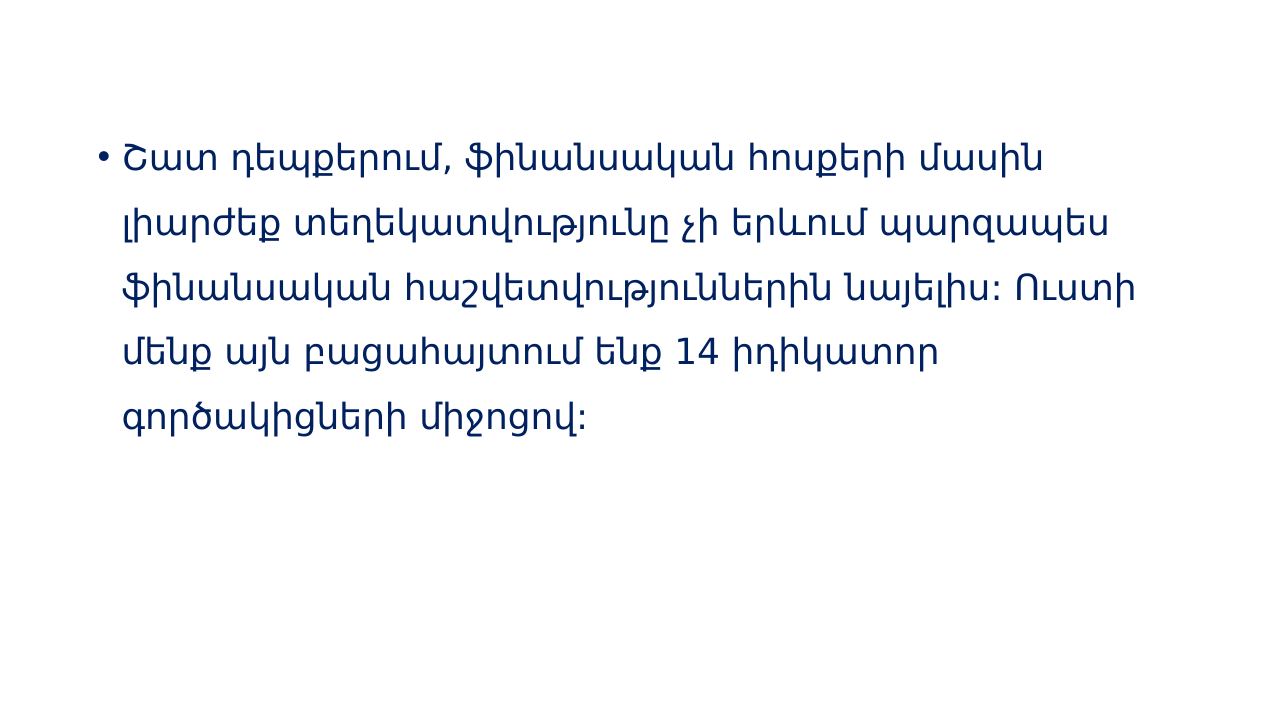 • Շատ դեպքերում, ֆինանսական հոսքերի մասին
լիարժեք տեղեկատվությունը չի երևում պարզապես
ֆինանսական հաշվետվություններին նայելիս: Ուստի
մենք այն բացահայտում ենք 14 իդիկատոր
գործակիցների միջոցով: